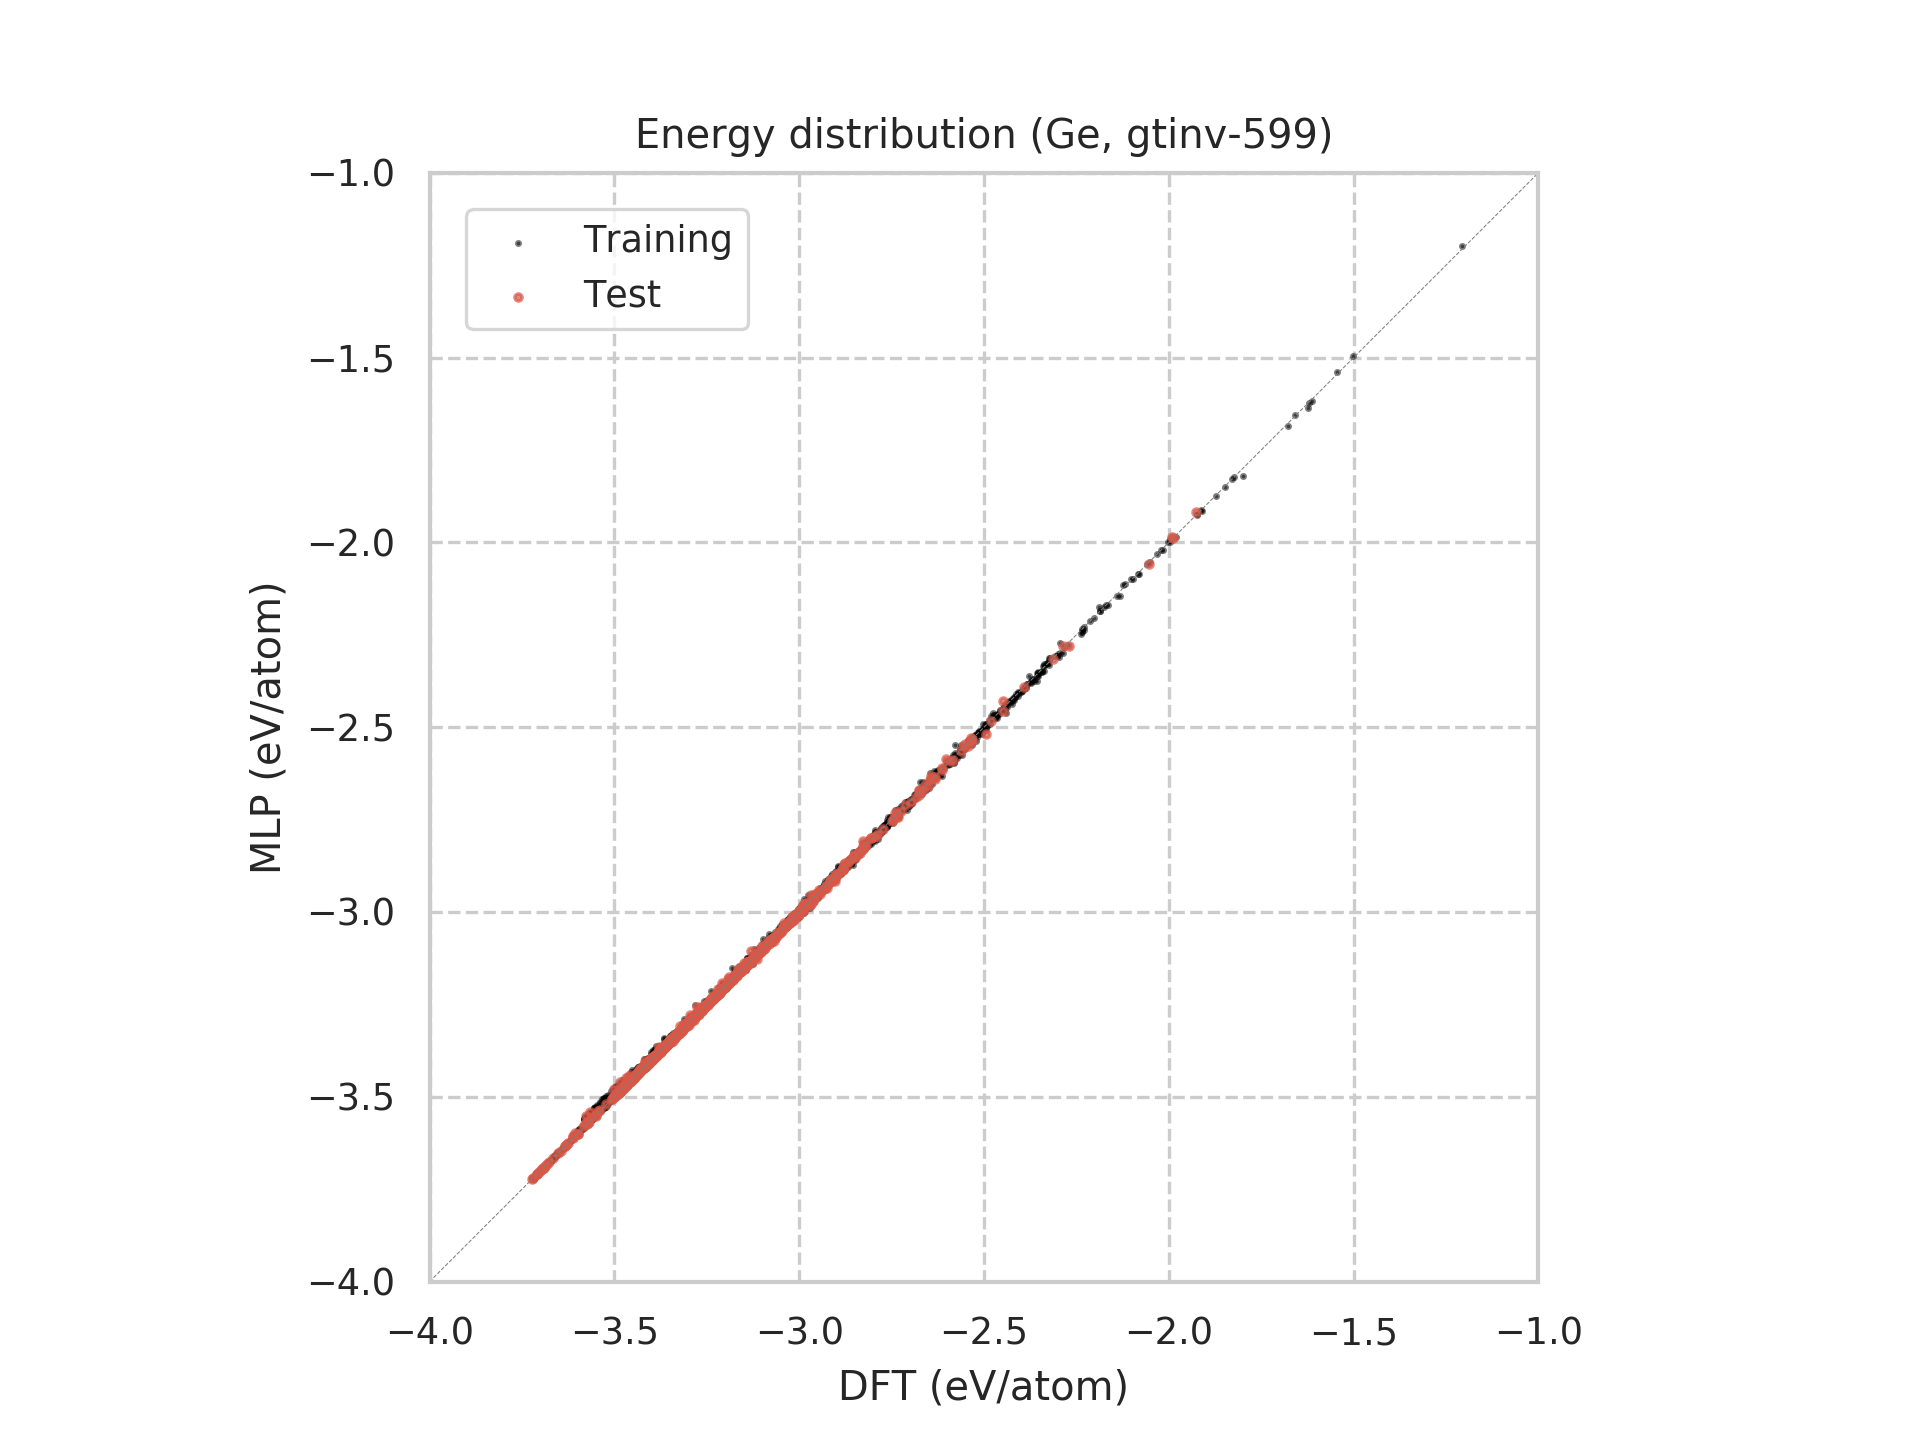 Energy distribution (Ge, gtinv-599)
−1.0
Training
Test
−1.5
−2.0
−2.5
−3.0
−3.5
−4.0
MLP (eV/atom)
−4.0 −3.5 −3.0 −2.5 −2.0 −1.5 −1.0
DFT (eV/atom)